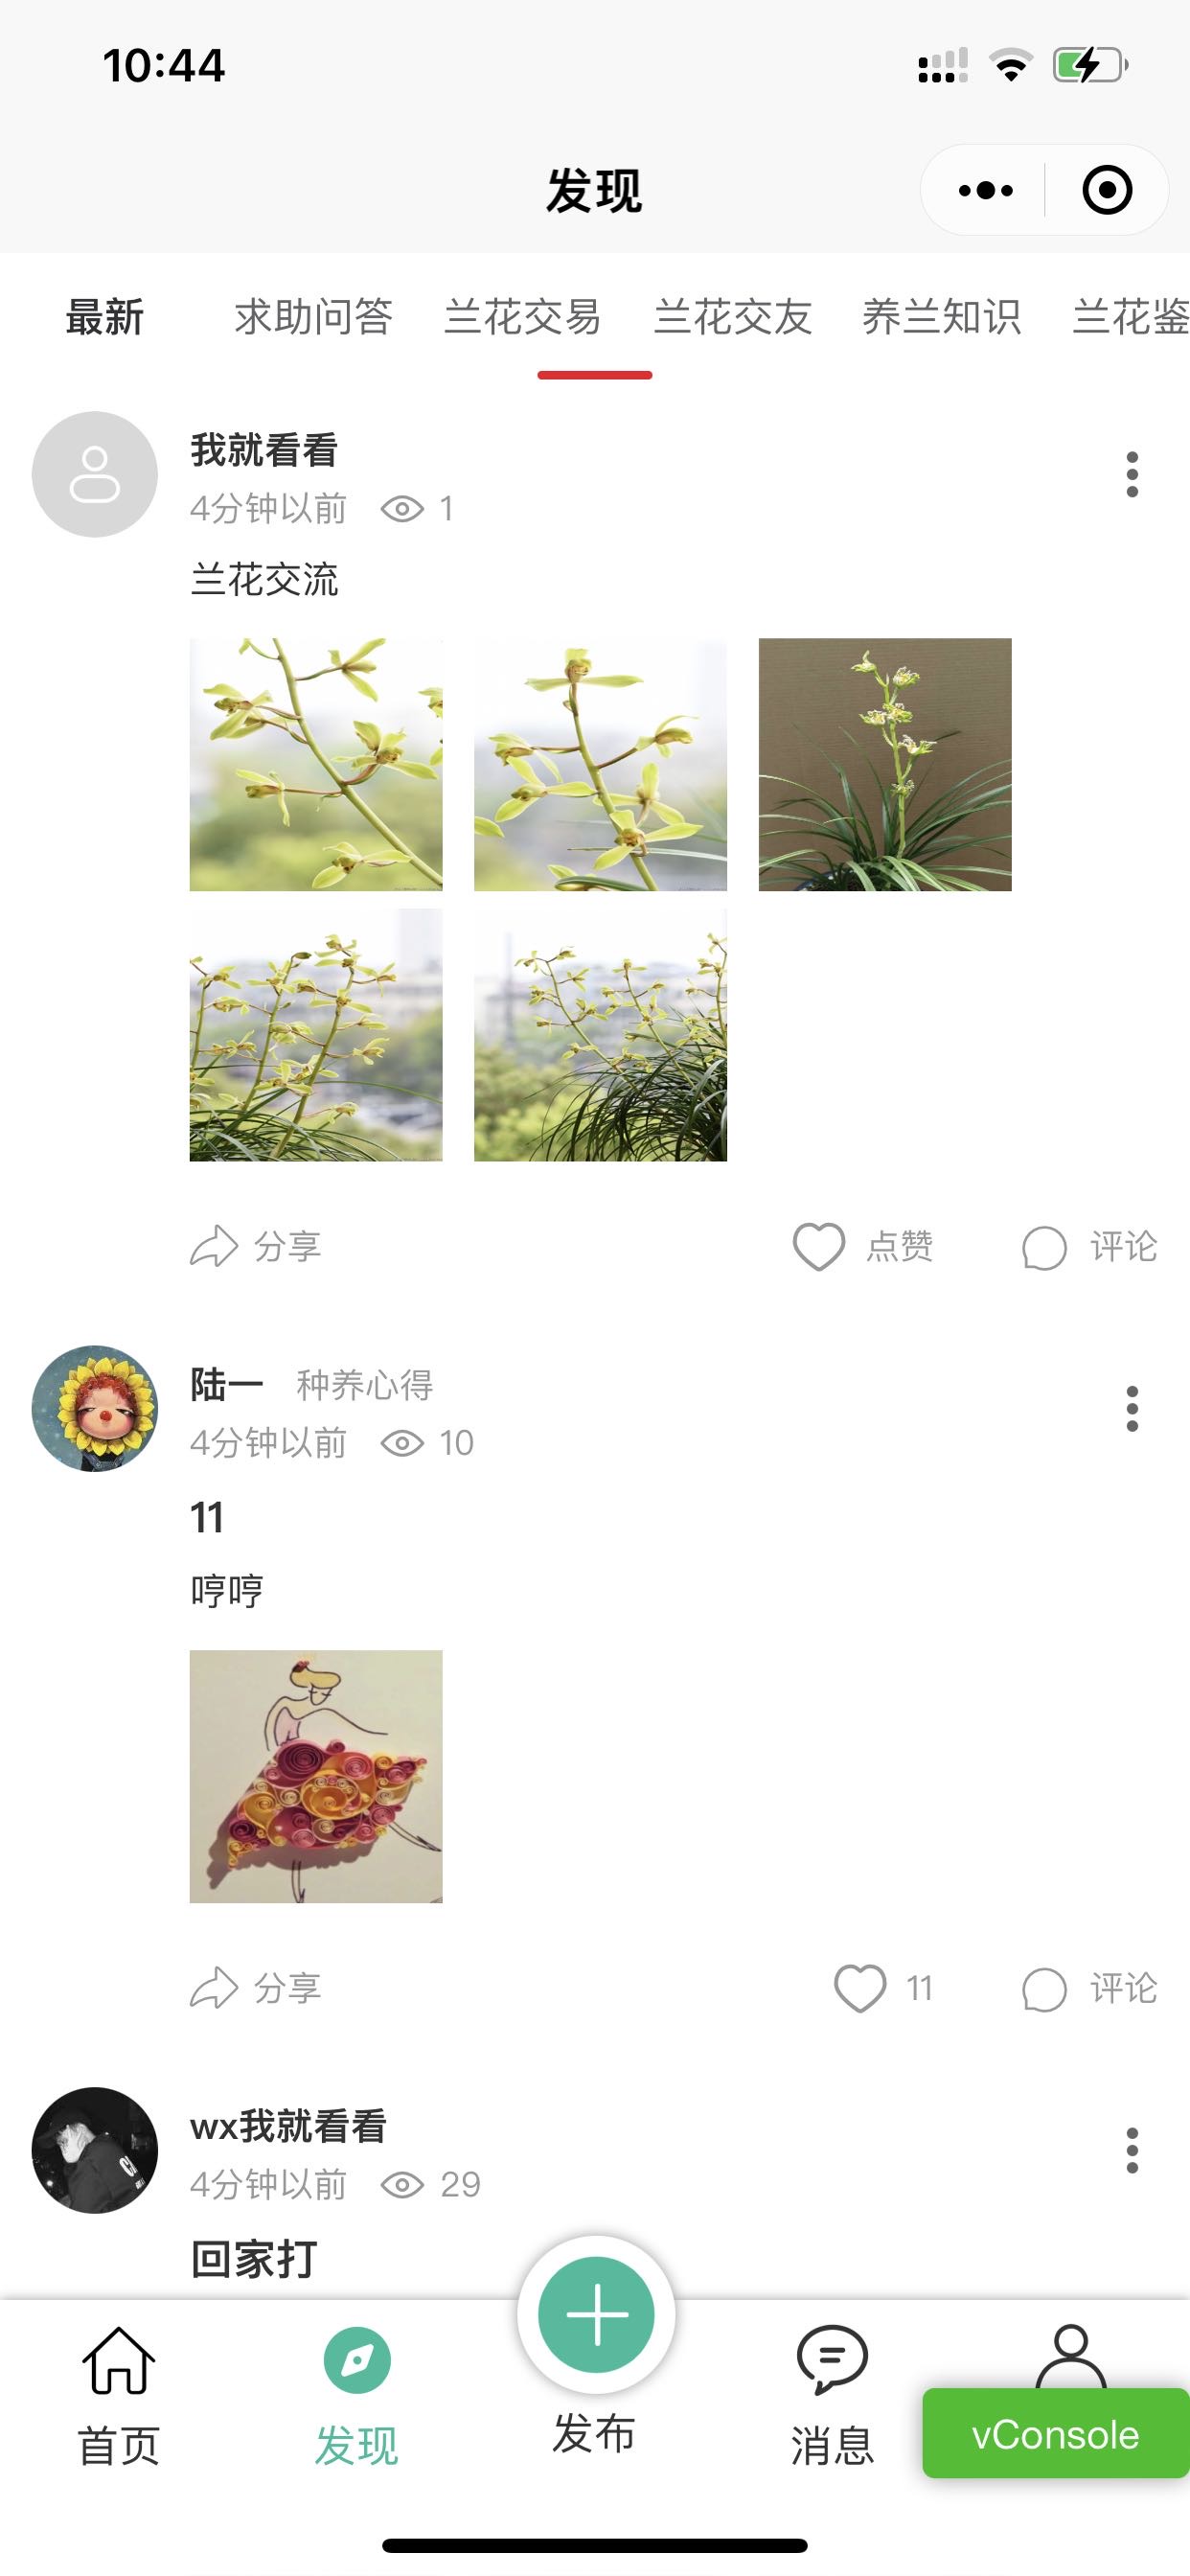 10:44
发现
最新 求助问答 兰花交易 兰花交友 养兰知识 兰花鉴
我就看看
4分钟以前 1
兰花交流
分享 点赞 评论
陆一 种养心得
4分钟以前 10
11
哼哼
分享 11 评论
wx我就看看
4分钟以前 29
回家打
首页 发现 发布 消息 vConsole